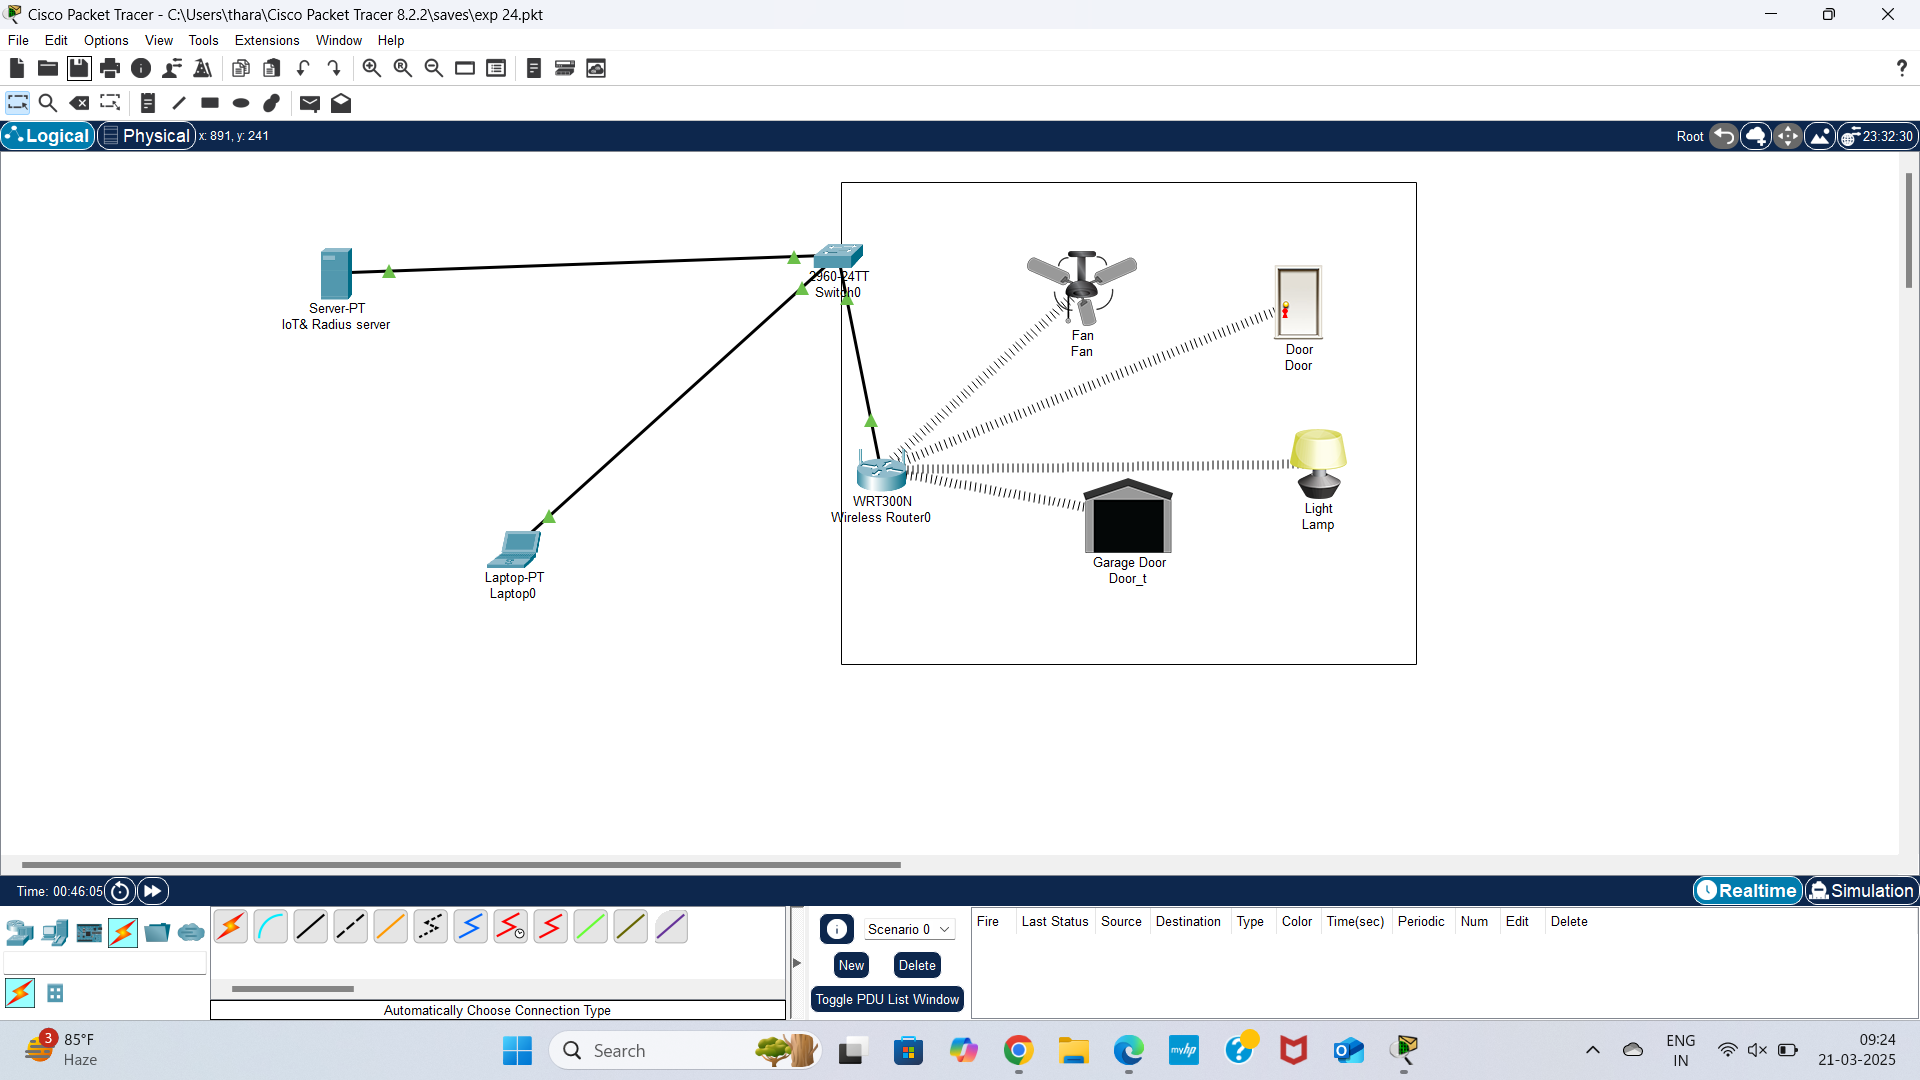 Cisco Packet Tracer - C:\Users\thara\Cisco Packet Tracer 8.2.2\saves\exp 24.pkt
File Edit Options View Tools Extensions Window Help
?
Logical Physical x: 891, y: 241 Root 23:32:30
Server-PT
IoT& Radius server
2960-24TT
Switch0
Fan
Fan
Door
Door
WRT300N
Wireless Router0
Light
Lamp
Garage Door
Door_t
Laptop-PT
Laptop0
Time: 00:46:05 Realtime Simulation
Scenario 0
New Delete
Toggle PDU List Window
Fire Last Status Source Destination Type Color Time(sec) Periodic Num Edit Delete
Automatically Choose Connection Type
3
85°F
Haze
Search
myhp
ENG
IN
09:24
21-03-2025